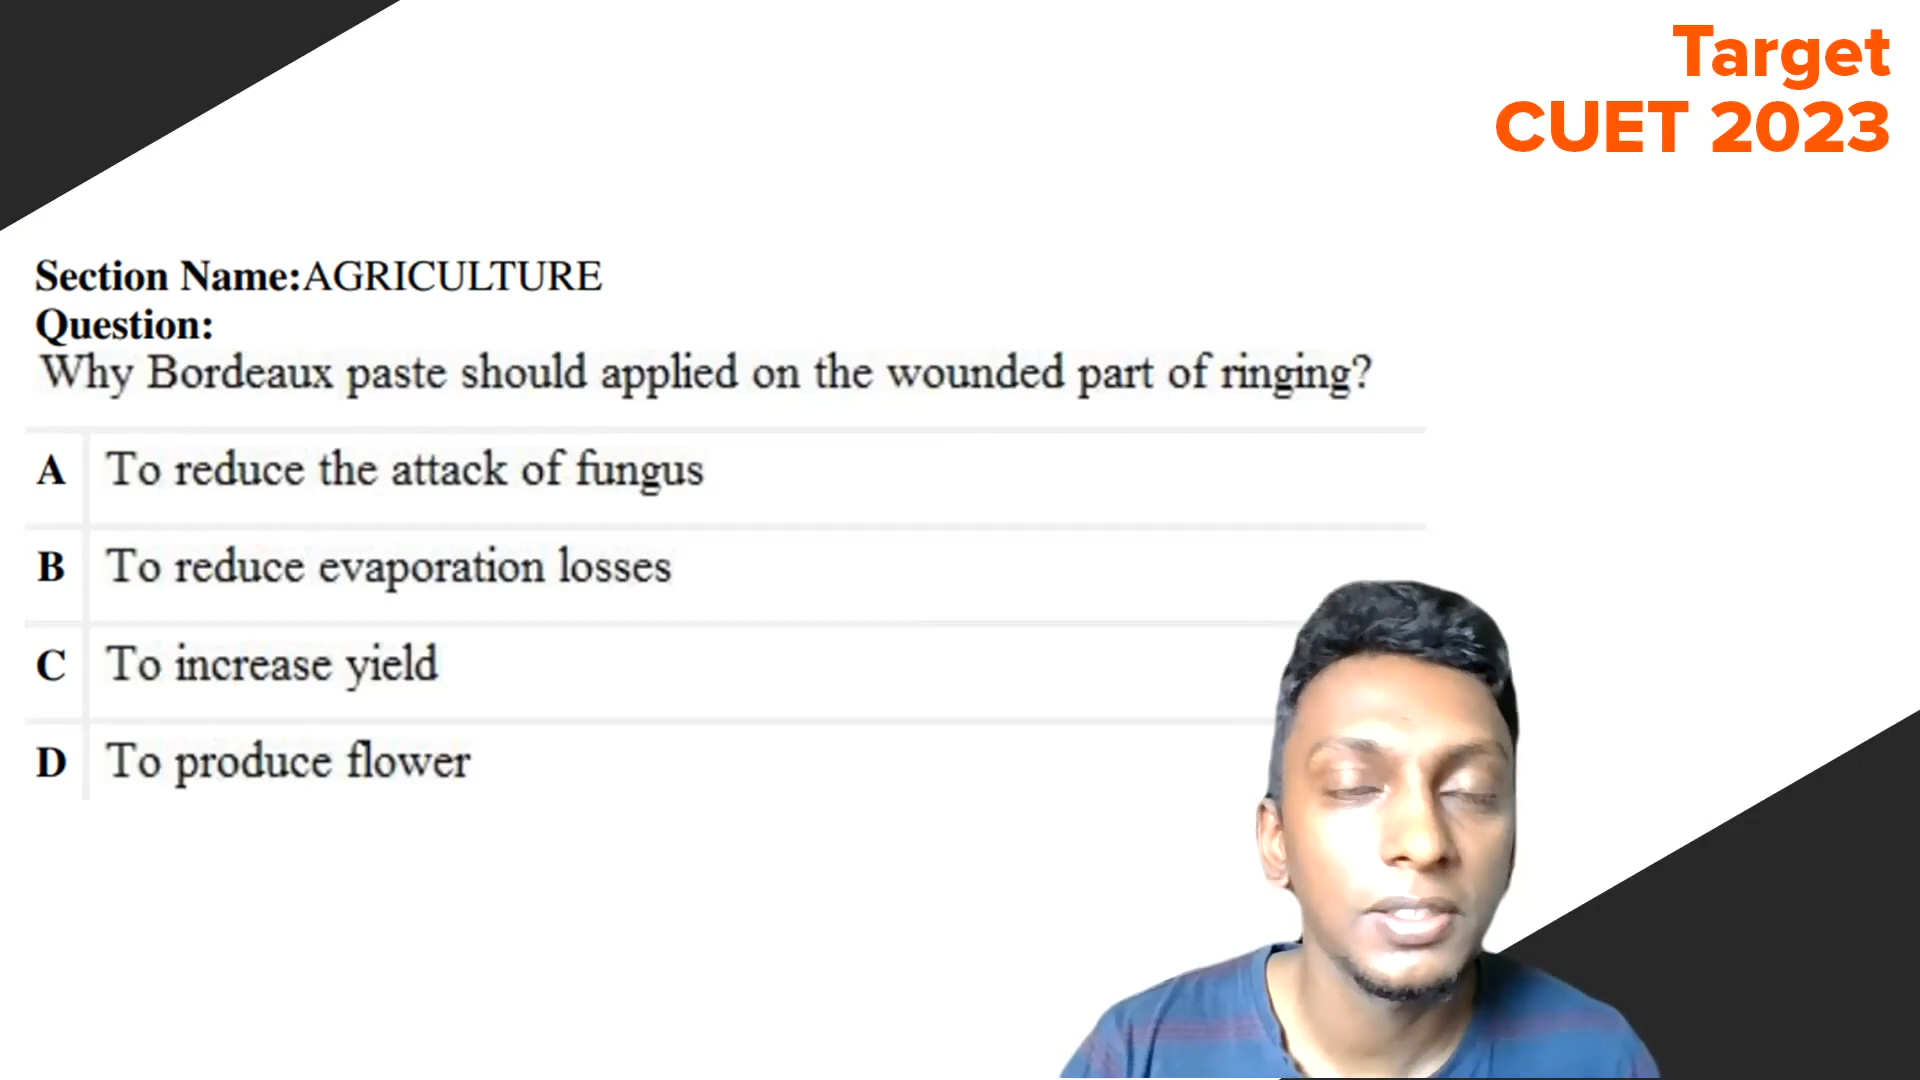 Target
CUET 2023
Section Name:AGRICULTURE
Question:
Why Bordeaux paste should applied on the wounded part of ringing?
A To reduce the attack of fungus
B To reduce evaporation losses
C To increase yield
D To produce flower